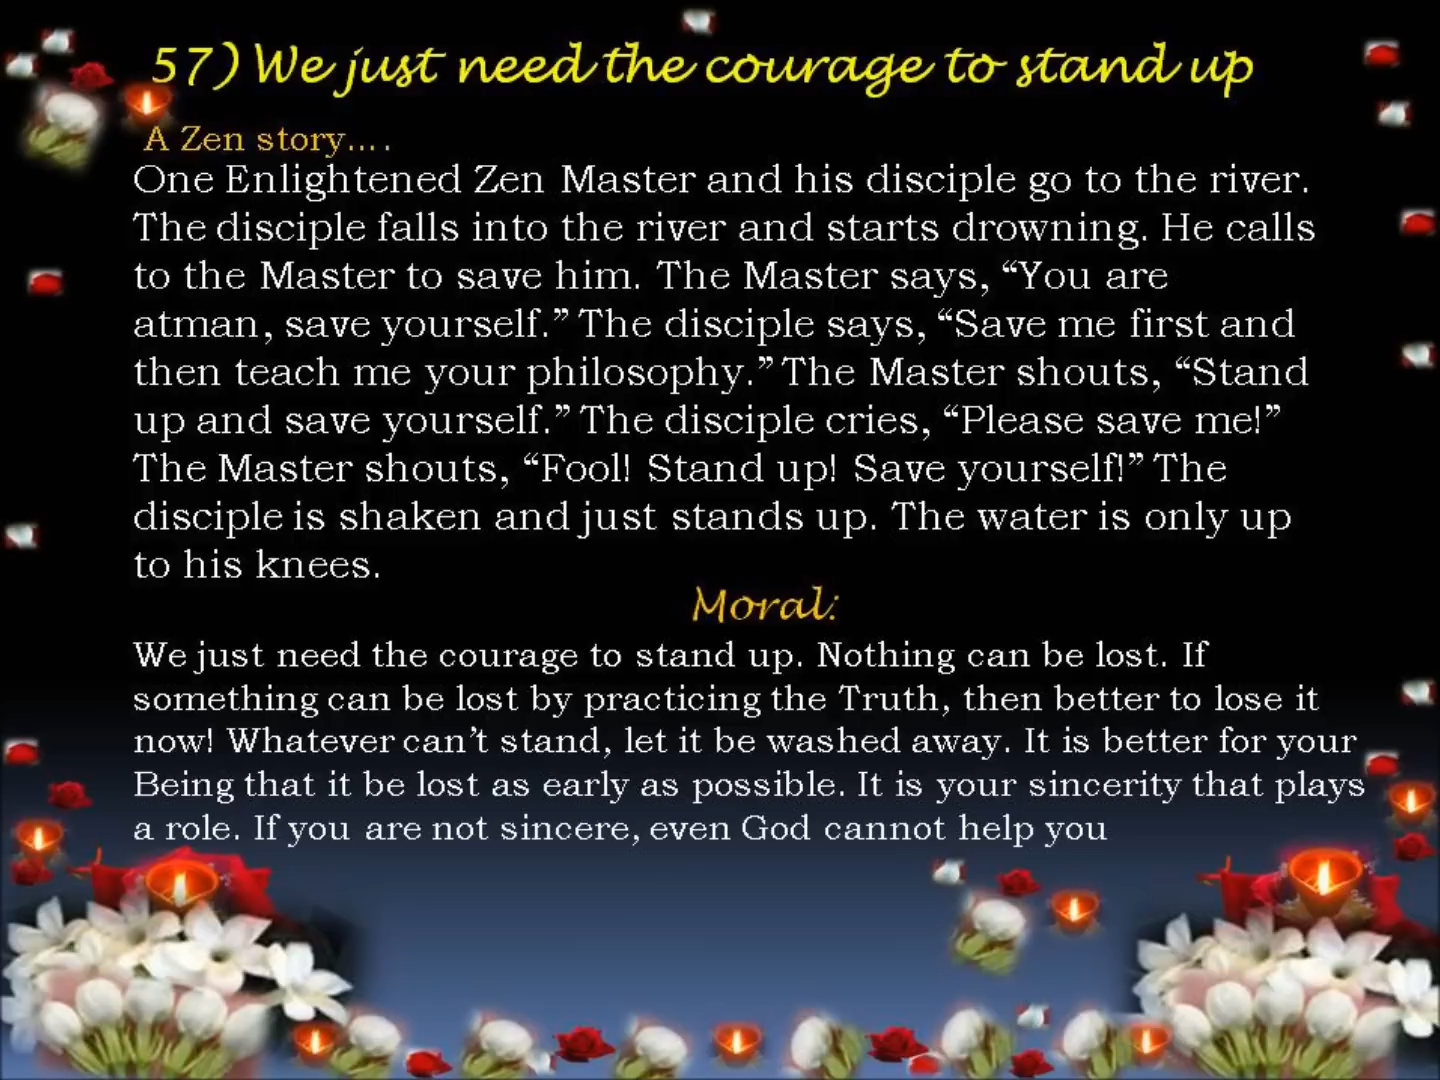 57) We just need the courage to stand up
A Zen story....
One Enlightened Zen Master and his disciple go to the river.
The disciple falls into the river and starts drowning. He calls
to the Master to save him. The Master says, “You are
atman, save yourself.” The disciple says, “Save me first and
then teach me your philosophy.” The Master shouts, “Stand
up and save yourself.” The disciple cries, “Please save me!”
The Master shouts, “Fool! Stand up! Save yourself!” The
disciple is shaken and just stands up. The water is only up
to his knees.
Moral:
We just need the courage to stand up. Nothing can be lost. If
something can be lost by practicing the Truth, then better to lose it
now! Whatever can’t stand, let it be washed away. It is better for your
Being that it be lost as early as possible. It is your sincerity that plays
a role. If you are not sincere, even God cannot help you